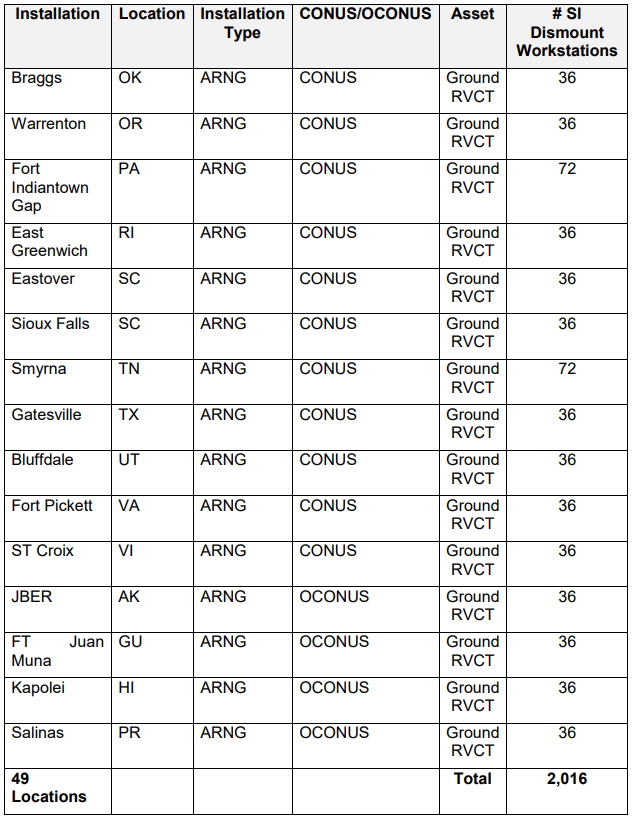 Installation Location Installation Type CONUS/OCONUS Asset # SI Dismount Workstations
Braggs OK ARNG CONUS Ground RVCT 36
Warrenton OR ARNG CONUS Ground RVCT 36
Fort Indiantown Gap PA ARNG CONUS Ground RVCT 72
East Greenwich RI ARNG CONUS Ground RVCT 36
Eastover SC ARNG CONUS Ground RVCT 36
Sioux Falls SC ARNG CONUS Ground RVCT 36
Smyrna TN ARNG CONUS Ground RVCT 72
Gatesville TX ARNG CONUS Ground RVCT 36
Bluffdale UT ARNG CONUS Ground RVCT 36
Fort Pickett VA ARNG CONUS Ground RVCT 36
ST Croix VI ARNG CONUS Ground RVCT 36
JBER AK ARNG OCONUS Ground RVCT 36
FT Juan Muna GU ARNG OCONUS Ground RVCT 36
Kapolei HI ARNG OCONUS Ground RVCT 36
Salinas PR ARNG OCONUS Ground RVCT 36
49 Locations Total 2,016